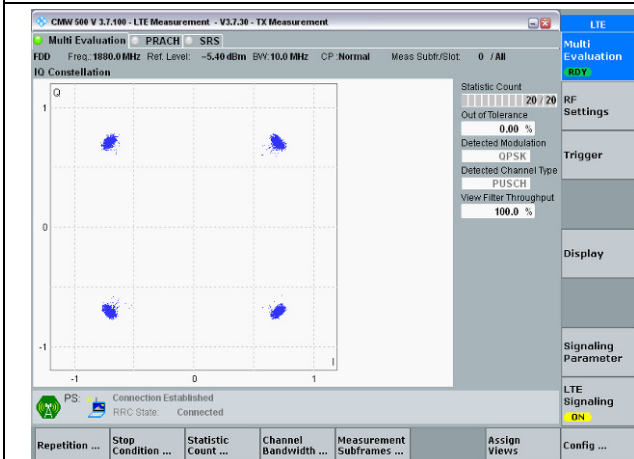 CMW 500 V 3.7.100 - LTE Measurement - V3.7.30 - TX Measurement
LTE
Multi Evaluation PRACH SRS
FDD Freq.: 1880.0 MHz Ref. Level: -5.40 dBm BW: 10.0 MHz CP :Normal Meas Subfr/Slot: 0 / All
IQ Constellation
Q
1
0
-1
I
-1 0 1
Statistic Count
20 / 20
Out of Tolerance
0.00 %
Detected Modulation
QPSK
Detected Channel Type
PUSCH
View Filter Throughput
100.0 %
Multi
Evaluation
RDY
RF
Settings
Trigger
Display
Signaling
Parameter
LTE
Signaling
ON
PS: Connection Established
RRC State: Connected
Repetition ...
Stop
Condition ...
Statistic
Count ...
Channel
Bandwidth ...
Measurement
Subframes ...
Assign
Views
Config ...